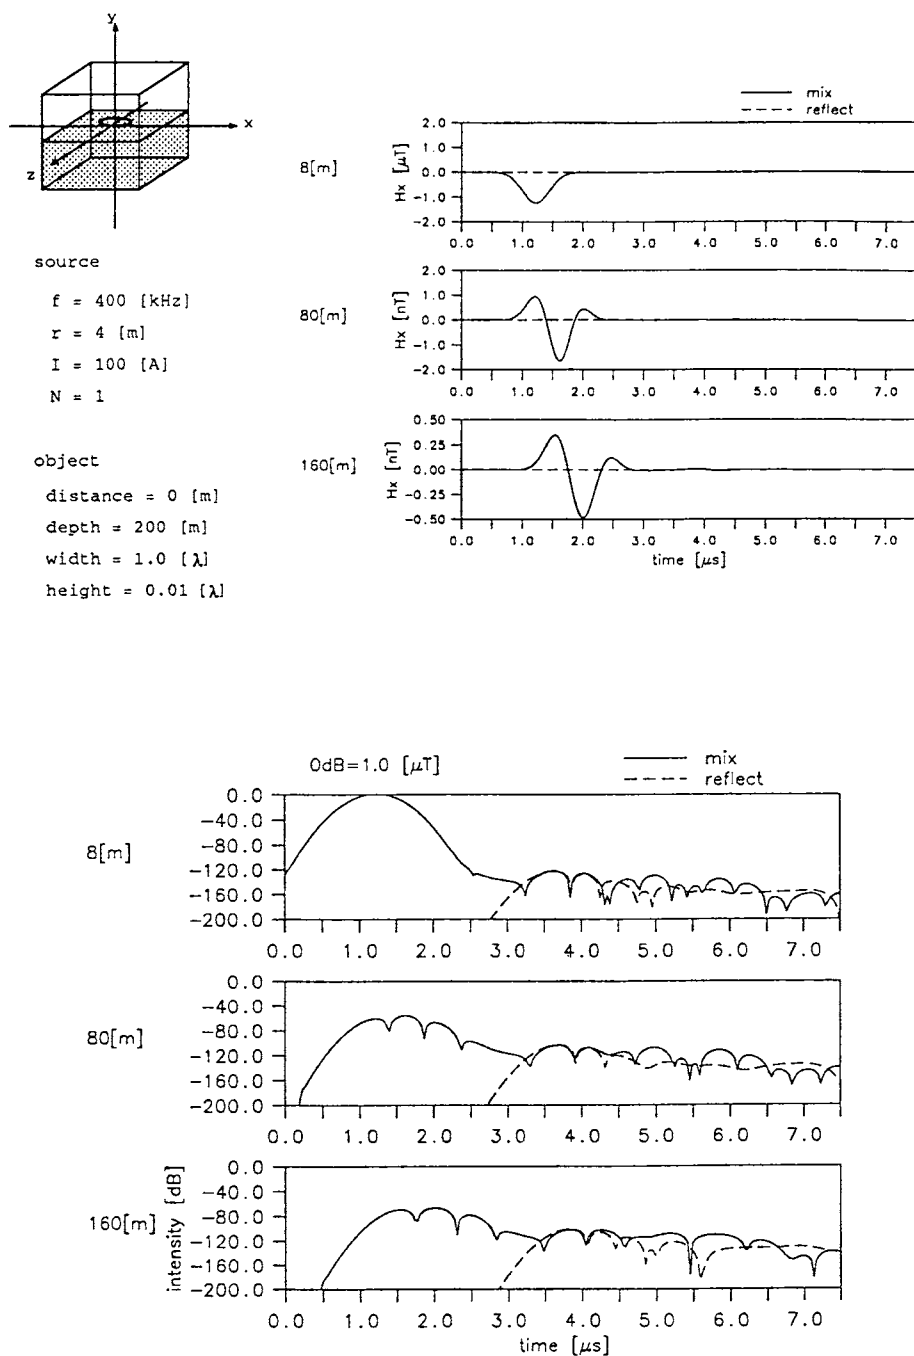 y
x
z
source
f = 400 [kHz]
r = 4 [m]
I = 100 [A]
N = 1
object
distance = 0 [m]
depth = 200 [m]
width = 1.0 [λ]
height = 0.01 [λ]
mix
reflect
8[m]
Hx [μT]
2.0
1.0
0.0
-1.0
-2.0
0.0 1.0 2.0 3.0 4.0 5.0 6.0 7.0
80[m]
Hx [nT]
2.0
1.0
0.0
-1.0
-2.0
0.0 1.0 2.0 3.0 4.0 5.0 6.0 7.0
160[m]
Hx [nT]
0.50
0.25
0.00
-0.25
-0.50
0.0 1.0 2.0 3.0 4.0 5.0 6.0 7.0
time [μs]
0dB=1.0 [μT]
mix
reflect
8[m]
0.0
-40.0
-80.0
-120.0
-160.0
-200.0
0.0 1.0 2.0 3.0 4.0 5.0 6.0 7.0
80[m]
0.0
-40.0
-80.0
-120.0
-160.0
-200.0
0.0 1.0 2.0 3.0 4.0 5.0 6.0 7.0
160[m]
intensity [dB]
0.0
-40.0
-80.0
-120.0
-160.0
-200.0
0.0 1.0 2.0 3.0 4.0 5.0 6.0 7.0
time [μs]